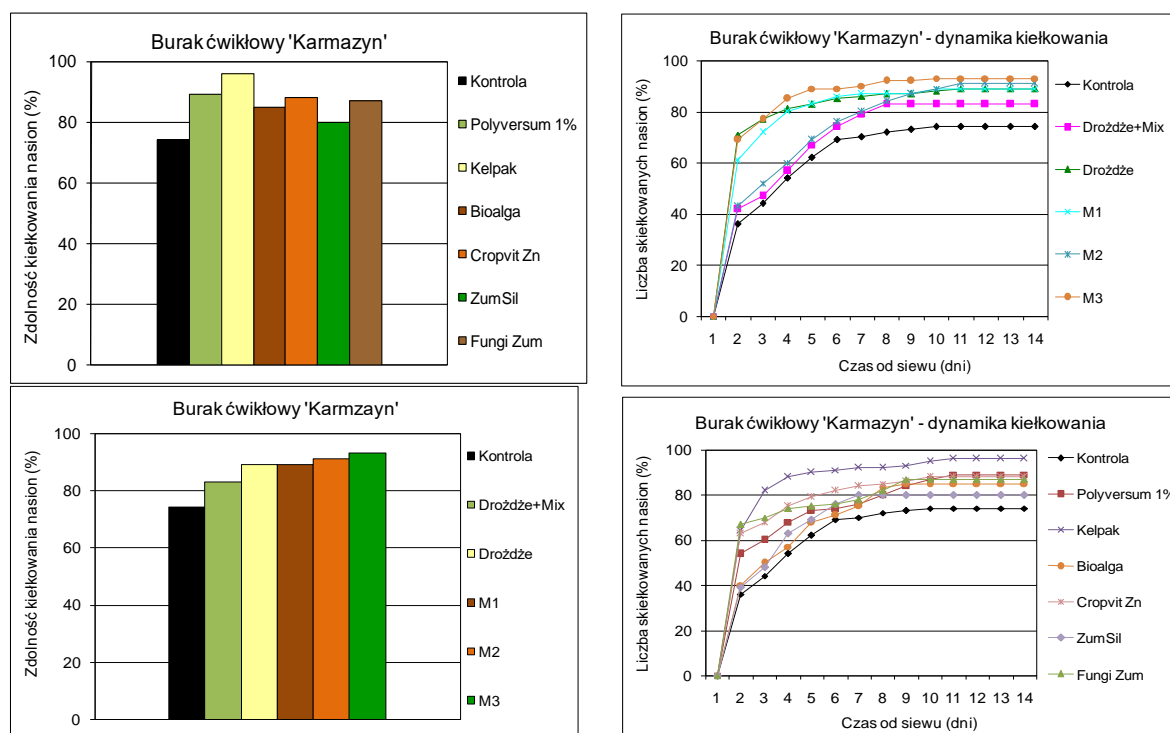 Burak ćwikłowy 'Karmazyn'
Zdolność kiełkowania nasion (%)
100
80
60
40
20
0
Kontrola
Polyversum 1%
Kelpak
Bioalga
Cropvit Zn
ZumSil
Fungi Zum
Burak ćwikłowy 'Karmazyn' - dynamika kiełkowania
Liczba skiełkowanych nasion (%)
100
80
60
40
20
0
1 2 3 4 5 6 7 8 9 10 11 12 13 14
Czas od siewu (dni)
Kontrola
Drożdże+Mix
Drożdże
M1
M2
M3
Burak ćwikłowy 'Karmzayn'
Zdolność kiełkowania nasion (%)
100
80
60
40
20
0
Kontrola
Drożdże+Mix
Drożdże
M1
M2
M3
Burak ćwikłowy 'Karmazyn' - dynamika kiełkowania
Liczba skiełkowanych nasion (%)
100
80
60
40
20
0
1 2 3 4 5 6 7 8 9 10 11 12 13 14
Czas od siewu (dni)
Kontrola
Polyversum 1%
Kelpak
Bioalga
Cropvit Zn
ZumSil
Fungi Zum